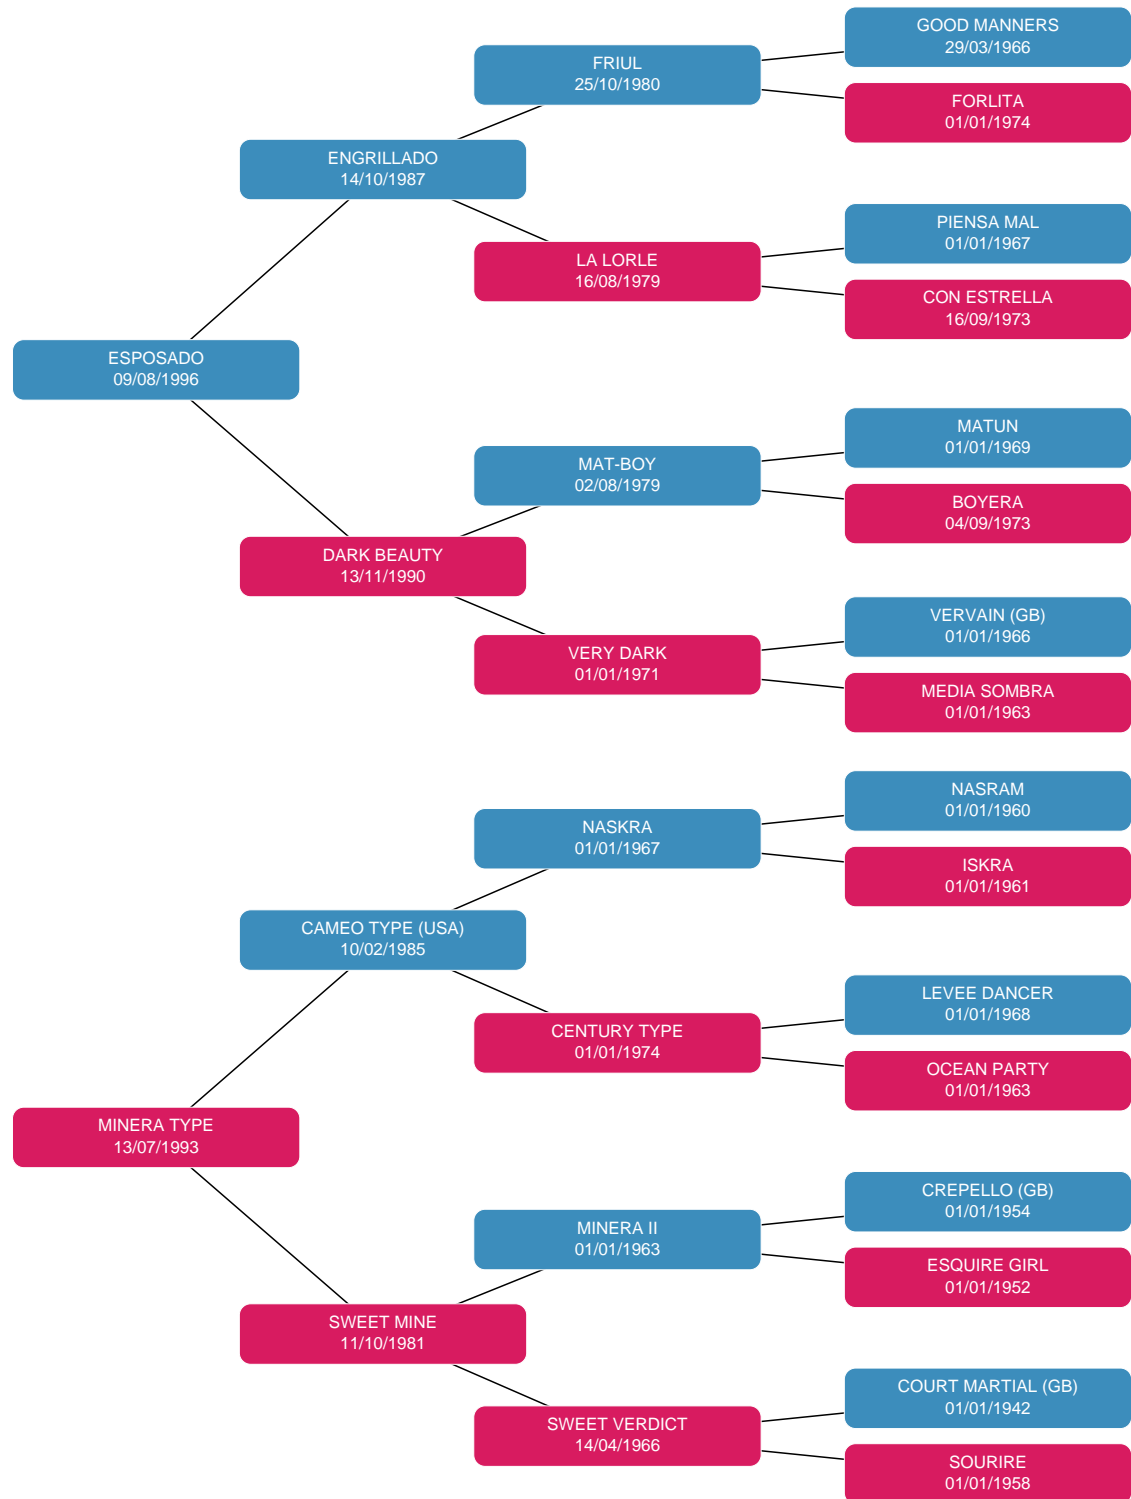 GOOD MANNERS
29/03/1966
FRIUL
25/10/1980
FORLITA
01/01/1974
ENGRILLADO
14/10/1987
PIENSA MAL
01/01/1967
LA LORLE
16/08/1979
CON ESTRELLA
16/09/1973
ESPOSADO
09/08/1996
MATUN
01/01/1969
MAT-BOY
02/08/1979
BOYERA
04/09/1973
DARK BEAUTY
13/11/1990
VERVAIN (GB)
01/01/1966
VERY DARK
01/01/1971
MEDIA SOMBRA
01/01/1963
NASRAM
01/01/1960
NASKRA
01/01/1967
ISKRA
01/01/1961
CAMEO TYPE (USA)
10/02/1985
LEVEE DANCER
01/01/1968
CENTURY TYPE
01/01/1974
OCEAN PARTY
01/01/1963
MINERA TYPE
13/07/1993
CREPELLO (GB)
01/01/1954
MINERA II
01/01/1963
ESQUIRE GIRL
01/01/1952
SWEET MINE
11/10/1981
COURT MARTIAL (GB)
01/01/1942
SWEET VERDICT
14/04/1966
SOURIRE
01/01/1958